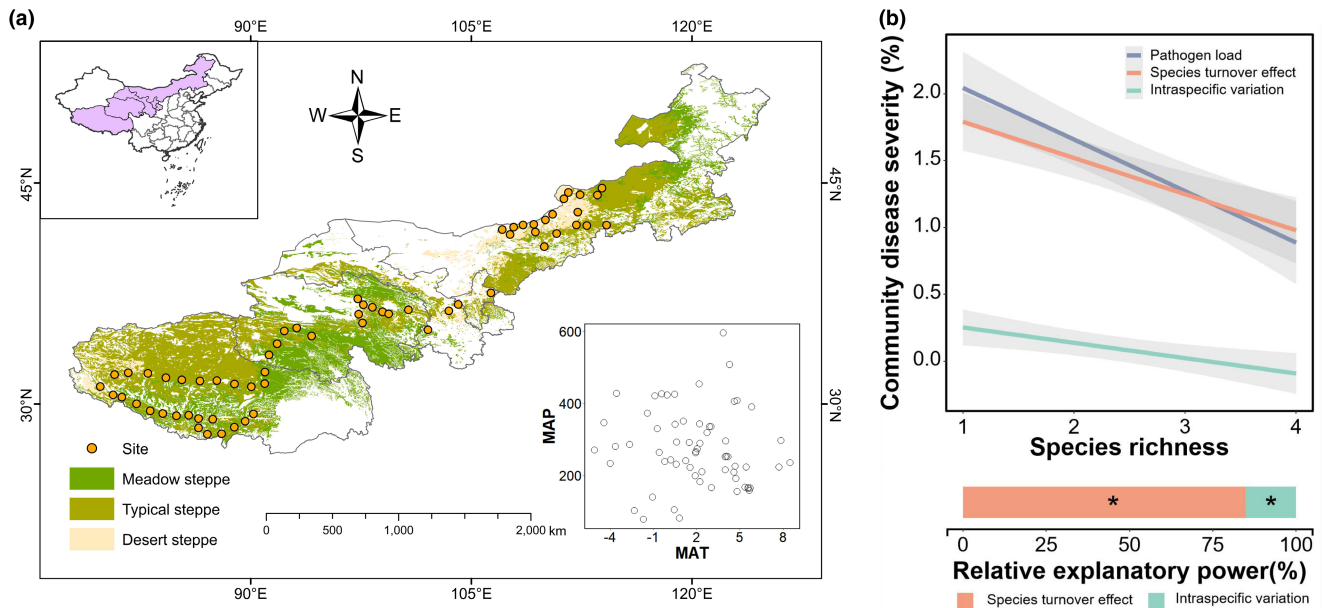 (a)
90°E 105°E 120°E
N
W E
S
45°N 45°N
30°N 30°N
Site
Meadow steppe
Typical steppe
Desert steppe
0 500 1,000 2,000 km
600
400
200
MAP
-4 -1 2 5 8
MAT
90°E 105°E 120°E
(b)
Pathogen load
Species turnover effect
Intraspecific variation
Community disease severity (%)
2.0
1.5
1.0
0.5
0.0
1 2 3 4
Species richness
* *
0 25 50 75 100
Relative explanatory power(%)
Species turnover effect Intraspecific variation